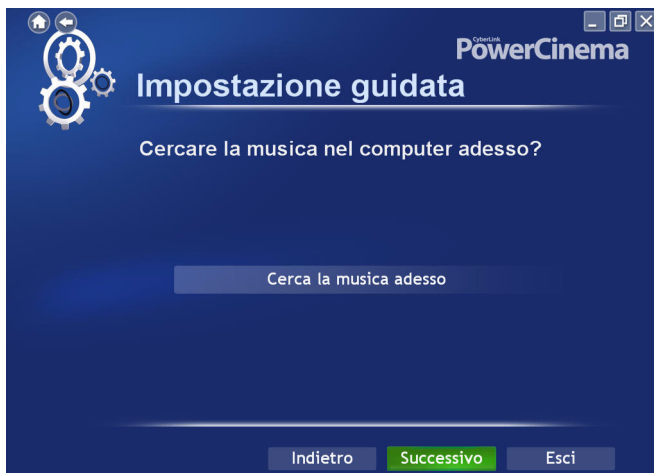 CyberLink
PowerCinema
Impostazione guidata
Cercare la musica nel computer adesso?
Cerca la musica adesso
Indietro
Successivo
Esci